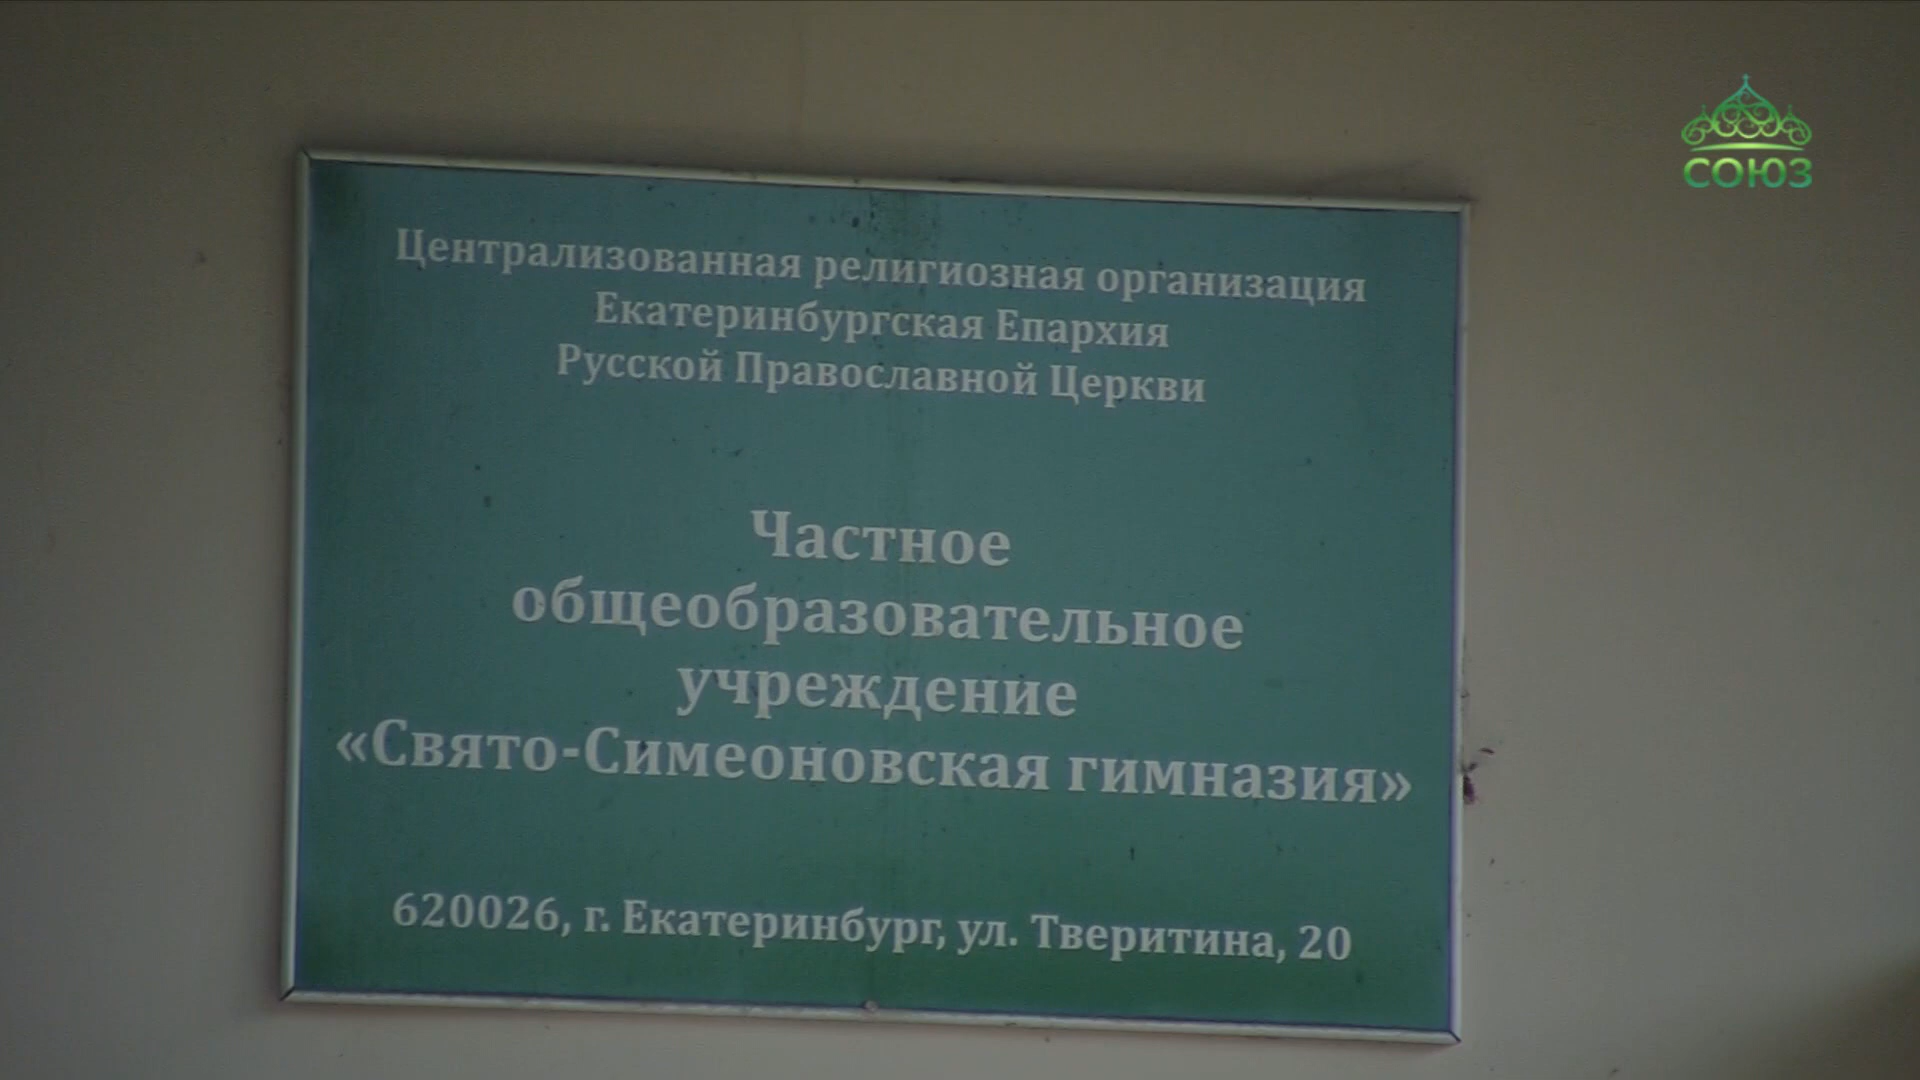 СОЮЗ
Централизованная религиозная организация
Екатеринбургская Епархия
Русской Православной Церкви
Частное
общеобразовательное
учреждение
«Свято-Симеоновская гимназия»
620026, г. Екатеринбург, ул. Тверитина, 20